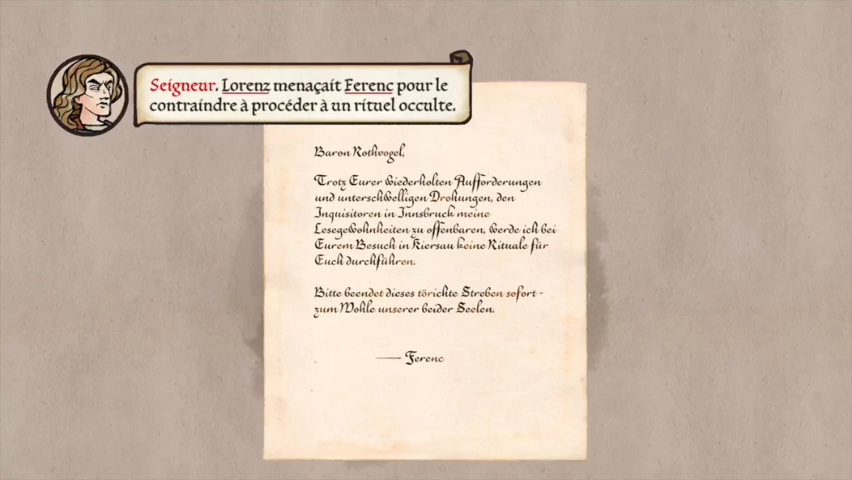 Seigneur. Lorenz menaçait Ferenc pour le
contraindre à procéder à un rituel occulte.
Baron Rothvogel,
Trotz Eurer wiederholten Aufforderungen
und unterschwelligen Drohungen, den
Inquisitoren in Innsbruck meine
Lesegewohnheiten zu offenbaren, werde ich bei
Eurem Besuch in Kiersau keine Rituale für
Euch durchführen.
Bitte beendet dieses törichte Streben sofort -
zum Wohle unserer beider Seelen.
— Ferenc